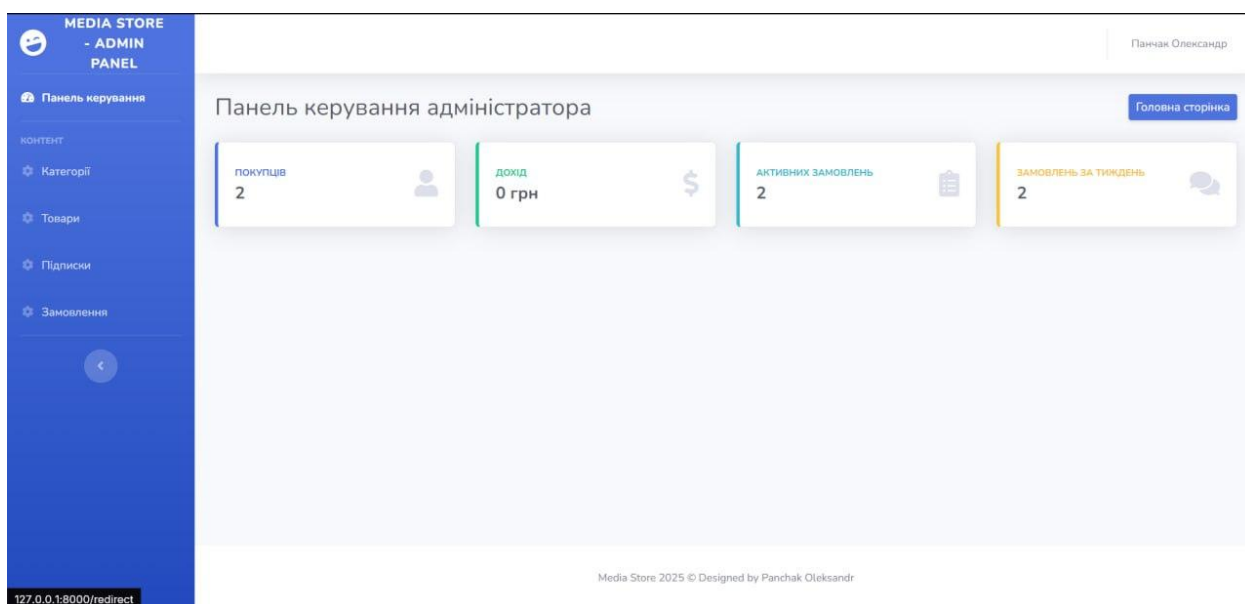 MEDIA STORE
- ADMIN
PANEL
Панчак Олександр
Панель керування
Панель керування адміністратора
Головна сторінка
КОНТЕНТ
Категорії
Товари
Підписки
Замовлення
ПОКУПЦІВ
2
ДОХІД
0 грн
АКТИВНИХ ЗАМОВЛЕНЬ
2
ЗАМОВЛЕНЬ ЗА ТИЖДЕНЬ
2
Media Store 2025 © Designed by Panchak Oleksandr
127.0.0.1:8000/redirect